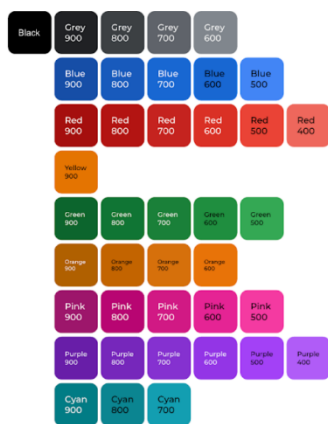 Black
Grey
900
Grey
800
Grey
700
Grey
600
Blue
900
Blue
800
Blue
700
Blue
600
Blue
500
Red
900
Red
800
Red
700
Red
600
Red
500
Red
400
Yellow
900
Green
900
Green
800
Green
700
Green
600
Green
500
Orange
900
Orange
800
Orange
700
Orange
600
Pink
900
Pink
800
Pink
700
Pink
600
Pink
500
Purple
900
Purple
800
Purple
700
Purple
600
Purple
500
Purple
400
Cyan
900
Cyan
800
Cyan
700